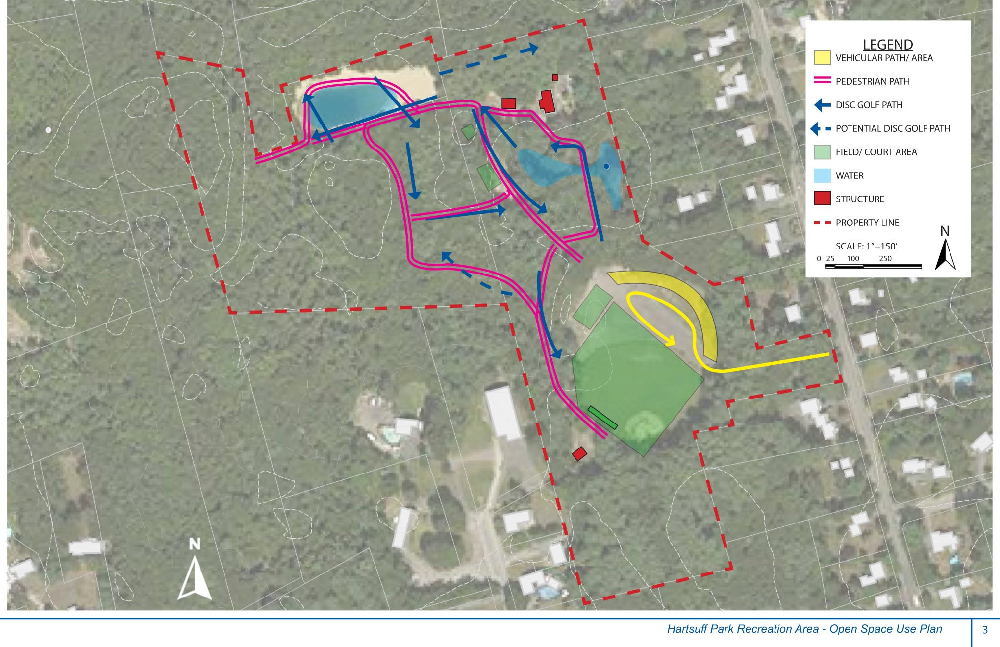 LEGEND
VEHICULAR PATH/ AREA
PEDESTRIAN PATH
DISC GOLF PATH
POTENTIAL DISC GOLF PATH
FIELD/ COURT AREA
WATER
STRUCTURE
PROPERTY LINE
N
SCALE: 1”=150’
0 25 100 250
N
Hartsuff Park Recreation Area - Open Space Use Plan
3